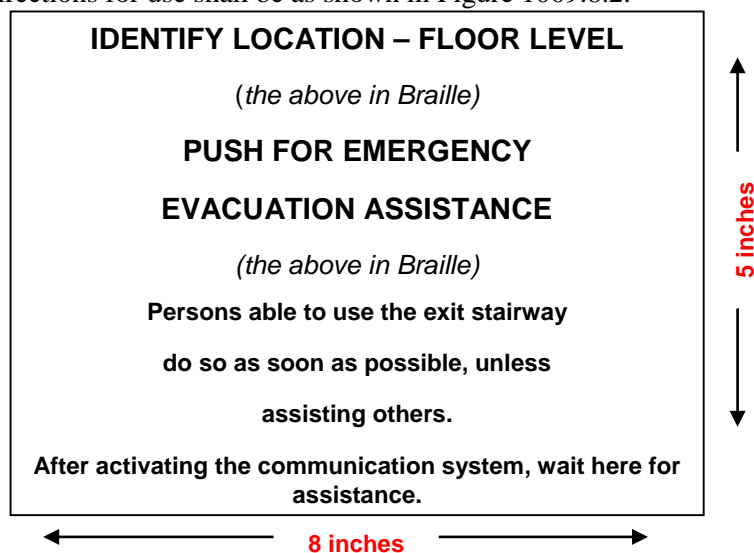 directions for use shall be as shown in Figure 1009.8.2.
IDENTIFY LOCATION – FLOOR LEVEL
(the above in Braille)
PUSH FOR EMERGENCY
EVACUATION ASSISTANCE
(the above in Braille)
Persons able to use the exit stairway
do so as soon as possible, unless
assisting others.
After activating the communication system, wait here for
assistance.
5 inches
8 inches